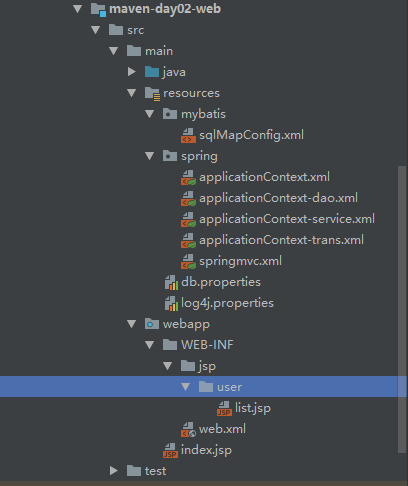 maven-day02-web
src
main
java
resources
mybatis
sqlMapConfig.xml
spring
applicationContext.xml
applicationContext-dao.xml
applicationContext-service.xml
applicationContext-trans.xml
springmvc.xml
db.properties
log4j.properties
webapp
WEB-INF
jsp
user
list.jsp
web.xml
index.jsp
test